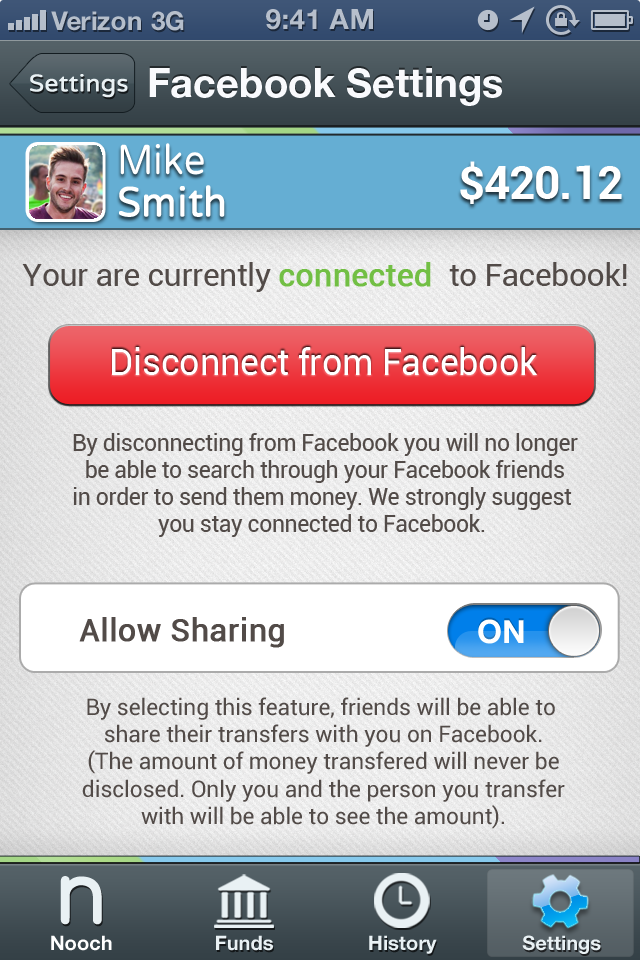 Verizon 3G 9:41 AM
Settings Facebook Settings
Mike
Smith
$420.12
Your are currently connected to Facebook!
Disconnect from Facebook
By disconnecting from Facebook you will no longer
be able to search through your Facebook friends
in order to send them money. We strongly suggest
you stay connected to Facebook.
Allow Sharing ON
By selecting this feature, friends will be able to
share their transfers with you on Facebook.
(The amount of money transfered will never be
disclosed. Only you and the person you transfer
with will be able to see the amount).
n
Nooch Funds History Settings